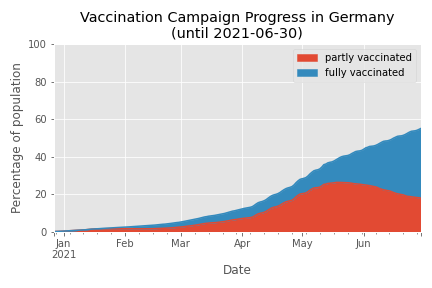 Vaccination Campaign Progress in Germany
(until 2021-06-30)
Percentage of population
100
80
60
40
20
0
partly vaccinated
fully vaccinated
Jan
2021
Feb
Mar
Apr
May
Jun
Date